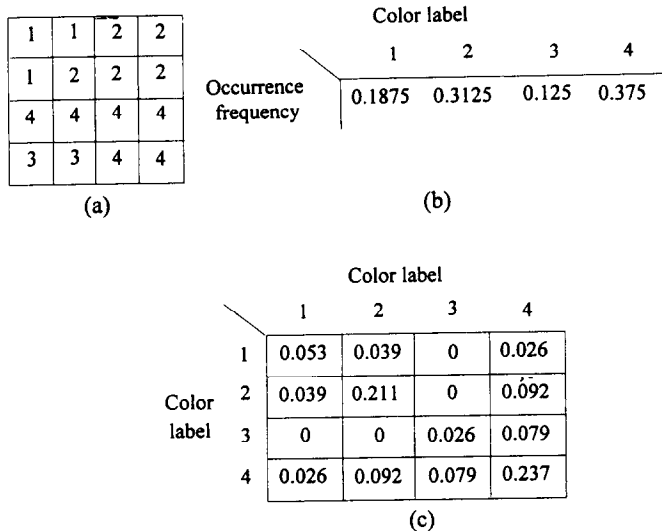 1 1 2 2
1 2 2 2
4 4 4 4
3 3 4 4
(a)
Color label
1 2 3 4
Occurrence
frequency
0.1875 0.3125 0.125 0.375
(b)
Color label
1 2 3 4
1 0.053 0.039 0 0.026
2 0.039 0.211 0 0.092
Color
label
3 0 0 0.026 0.079
4 0.026 0.092 0.079 0.237
(c)